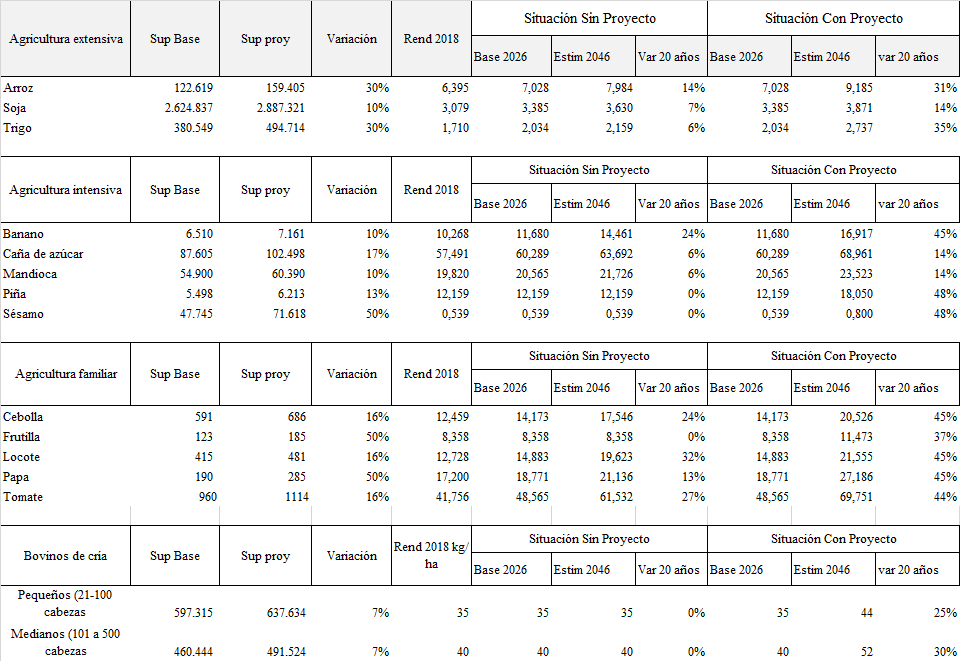 Agricultura extensiva Sup Base Sup proy Variación Rend 2018 Situación Sin Proyecto Situación Con Proyecto
Base 2026 Estim 2046 Var 20 años Base 2026 Estim 2046 var 20 años
Arroz 122.619 159.405 30% 6,395 7,028 7,984 14% 7,028 9,185 31%
Soja 2.624.837 2.887.321 10% 3,079 3,385 3,630 7% 3,385 3,871 14%
Trigo 380.549 494.714 30% 1,710 2,034 2,159 6% 2,034 2,737 35%
Agricultura intensiva Sup Base Sup proy Variación Rend 2018 Situación Sin Proyecto Situación Con Proyecto
Base 2026 Estim 2046 Var 20 años Base 2026 Estim 2046 var 20 años
Banano 6.510 7.161 10% 10,268 11,680 14,461 24% 11,680 16,917 45%
Caña de azúcar 87.605 102.498 17% 57,491 60,289 63,692 6% 60,289 68,961 14%
Mandioca 54.900 60.390 10% 19,820 20,565 21,726 6% 20,565 23,523 14%
Piña 5.498 6.213 13% 12,159 12,159 12,159 0% 12,159 18,050 48%
Sésamo 47.745 71.618 50% 0,539 0,539 0,539 0% 0,539 0,800 48%
Agricultura familiar Sup Base Sup proy Variación Rend 2018 Situación Sin Proyecto Situación Con Proyecto
Base 2026 Estim 2046 Var 20 años Base 2026 Estim 2046 var 20 años
Cebolla 591 686 16% 12,459 14,173 17,546 24% 14,173 20,526 45%
Frutilla 123 185 50% 8,358 8,358 8,358 0% 8,358 11,473 37%
Locote 415 481 16% 12,728 14,883 19,623 32% 14,883 21,555 45%
Papa 190 285 50% 17,200 18,771 21,136 13% 18,771 27,186 45%
Tomate 960 1114 16% 41,756 48,565 61,532 27% 48,565 69,751 44%
Bovinos de cría Sup Base Sup proy Variación Rend 2018 kg/ha Situación Sin Proyecto Situación Con Proyecto
Base 2026 Estim 2046 Var 20 años Base 2026 Estim 2046 var 20 años
Pequeños (21-100
cabezas 597.315 637.634 7% 35 35 35 0% 35 44 25%
Medianos (101 a 500
cabezas 460.444 491.524 7% 40 40 40 0% 40 52 30%